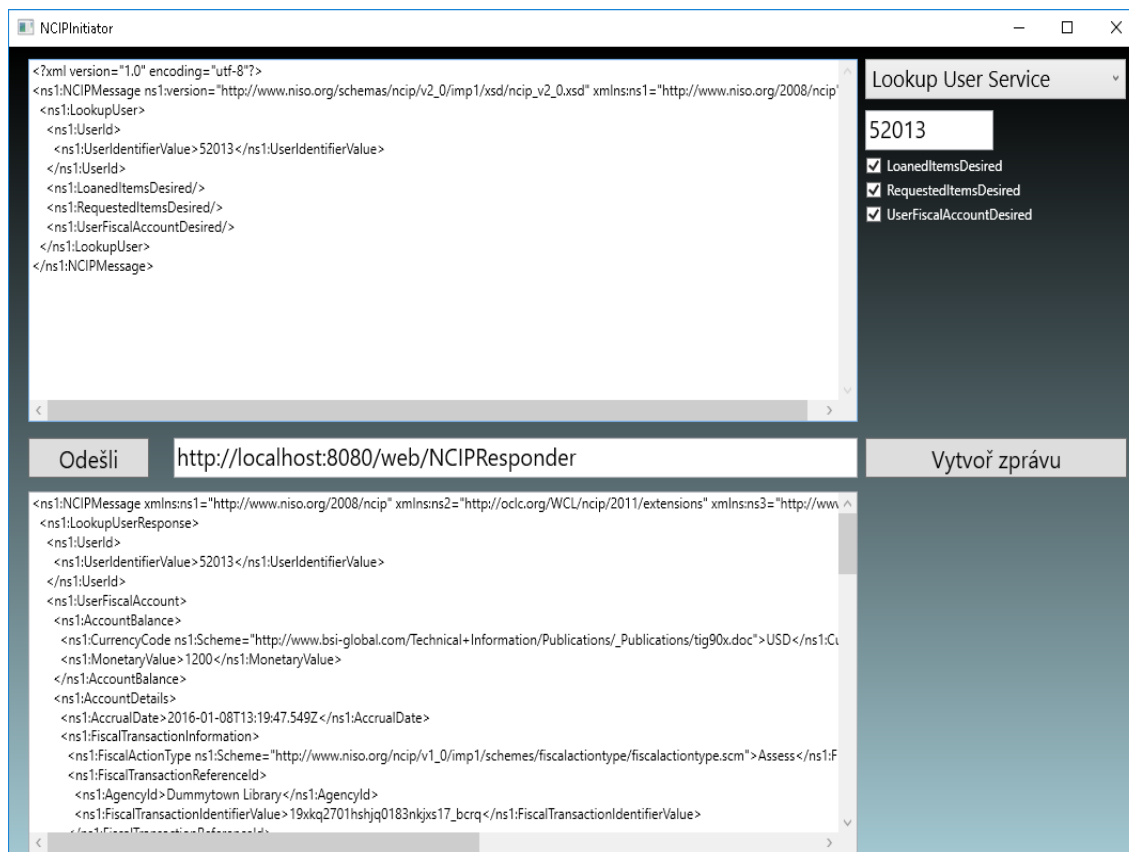 NCIPInitiator
<?xml version="1.0" encoding="utf-8"?>
<ns1:NCIPMessage ns1:version="http://www.niso.org/schemas/ncip/v2_0/imp1/xsd/ncip_v2_0.xsd" xmlns:ns1="http://www.niso.org/2008/ncip"
<ns1:LookupUser>
<ns1:UserId>
<ns1:UserIdentifierValue>52013</ns1:UserIdentifierValue>
</ns1:UserId>
<ns1:LoanedItemsDesired/>
<ns1:RequestedItemsDesired/>
<ns1:UserFiscalAccountDesired/>
</ns1:LookupUser>
</ns1:NCIPMessage>
Lookup User Service
52013
LoanedItemsDesired
RequestedItemsDesired
UserFiscalAccountDesired
Odešli
http://localhost:8080/web/NCIPResponder
Vytvoř zprávu
<ns1:NCIPMessage xmlns:ns1="http://www.niso.org/2008/ncip" xmlns:ns2="http://oclc.org/WCL/ncip/2011/extensions" xmlns:ns3="http://www
<ns1:LookupUserResponse>
<ns1:UserId>
<ns1:UserIdentifierValue>52013</ns1:UserIdentifierValue>
</ns1:UserId>
<ns1:UserFiscalAccount>
<ns1:AccountBalance>
<ns1:CurrencyCode ns1:Scheme="http://www.bsi-global.com/Technical+Information/Publications/_Publications/tig90x.doc">USD</ns1:Cu
<ns1:MonetaryValue>1200</ns1:MonetaryValue>
</ns1:AccountBalance>
<ns1:AccountDetails>
<ns1:AccrualDate>2016-01-08T13:19:47.549Z</ns1:AccrualDate>
<ns1:FiscalTransactionInformation>
<ns1:FiscalActionType ns1:Scheme="http://www.niso.org/ncip/v1_0/imp1/schemes/fiscalactiontype/fiscalactiontype.scm">Assess</ns1:F
<ns1:FiscalTransactionReferenceId>
<ns1:AgencyId>Dummytown Library</ns1:AgencyId>
<ns1:FiscalTransactionIdentifierValue>19xkq2701hshjq0183nkjxs17_bcrq</ns1:FiscalTransactionIdentifierValue>
</ns1:FiscalTransactionReferenceId>